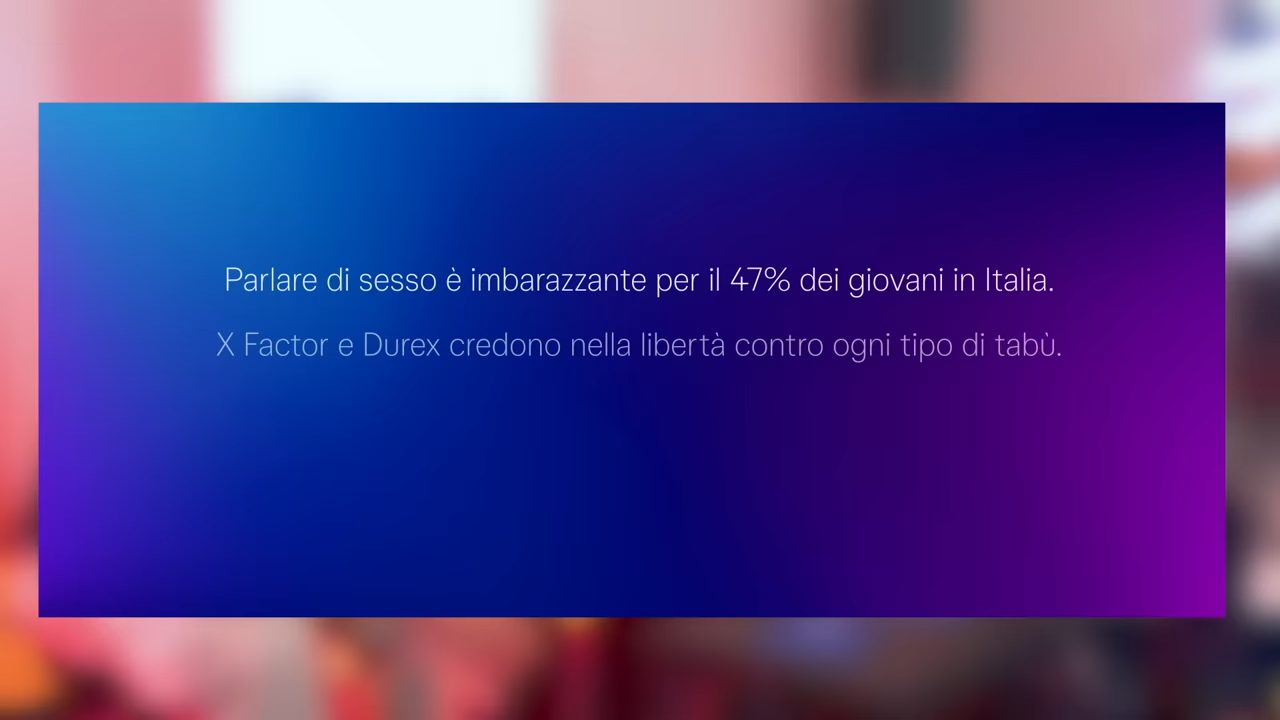 Parlare di sesso è imbarazzante per il 47% dei giovani in Italia.
X Factor e Durex credono nella libertà contro ogni tipo di tabù.